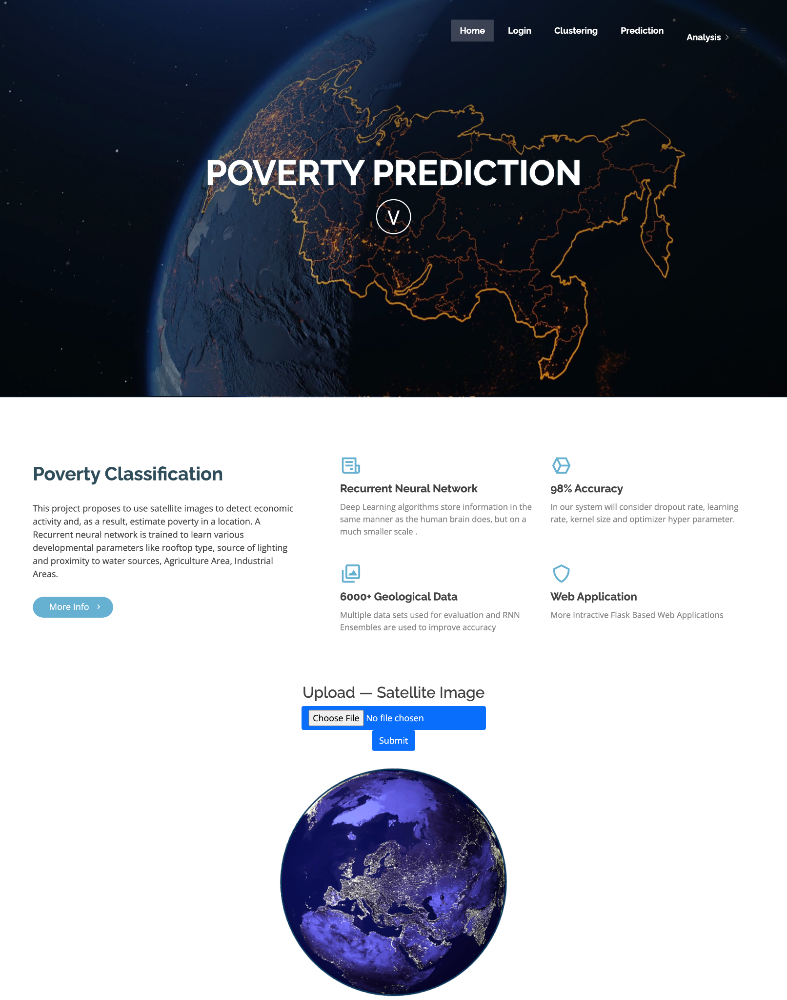 Home Login Clustering Prediction Analysis
POVERTY PREDICTION
V
Poverty Classification
This project proposes to use satellite images to detect economic
activity and, as a result, estimate poverty in a location. A
Recurrent neural network is trained to learn various
developmental parameters like rooftop type, source of lighting
and proximity to water sources, Agriculture Area, Industrial
Areas.
More Info
Recurrent Neural Network
Deep Learning algorithms store information in the
same manner as the human brain does, but on a
much smaller scale .
98% Accuracy
In our system will consider dropout rate, learning
rate, kernel size and optimizer hyper parameter.
6000+ Geological Data
Multiple data sets used for evaluation and RNN
Ensembles are used to improve accuracy
Web Application
More Intractive Flask Based Web Applications
Upload — Satellite Image
Choose File No file chosen
Submit